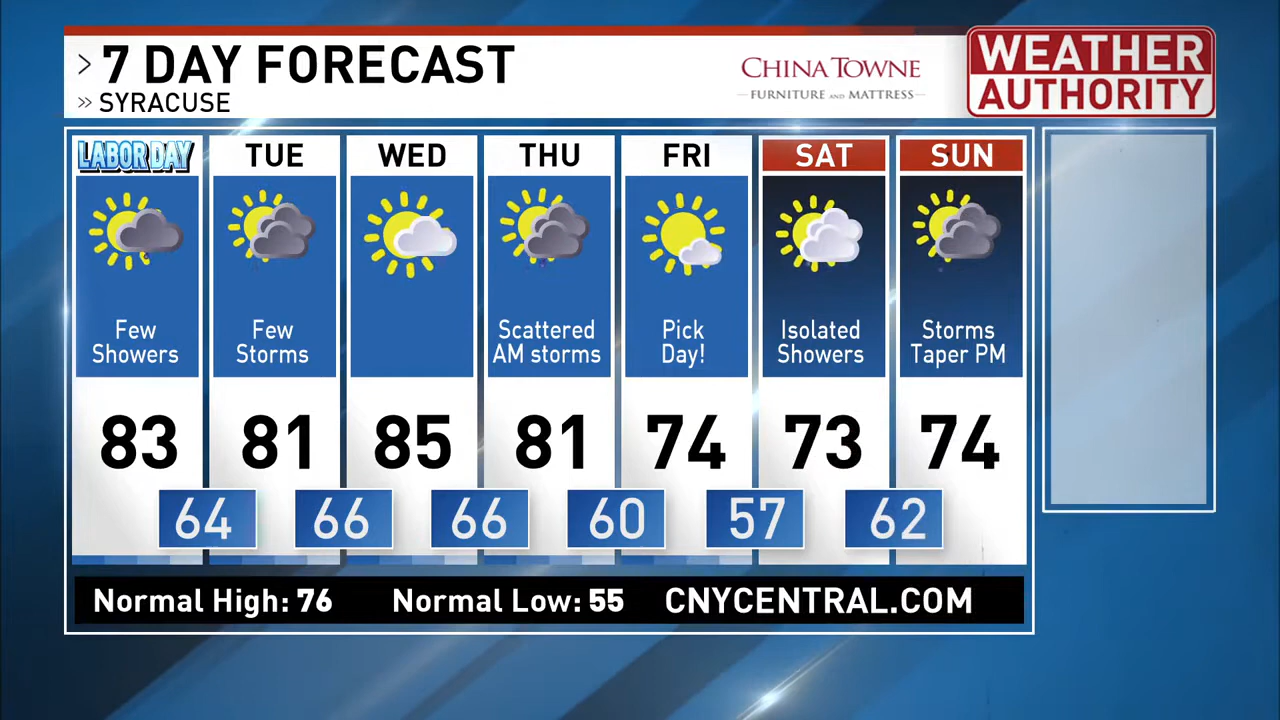 > 7 DAY FORECAST
» SYRACUSE
CHINA TOWNE
FURNITURE AND MATTRESS
WEATHER
AUTHORITY
LABOR DAY TUE WED THU FRI SAT SUN
Few Showers
Few Storms
Scattered AM storms
Pick Day!
Isolated Showers
Storms Taper PM
83 81 85 81 74 73 74
64 66 66 60 57 62
Normal High: 76 Normal Low: 55 CNYCENTRAL.COM